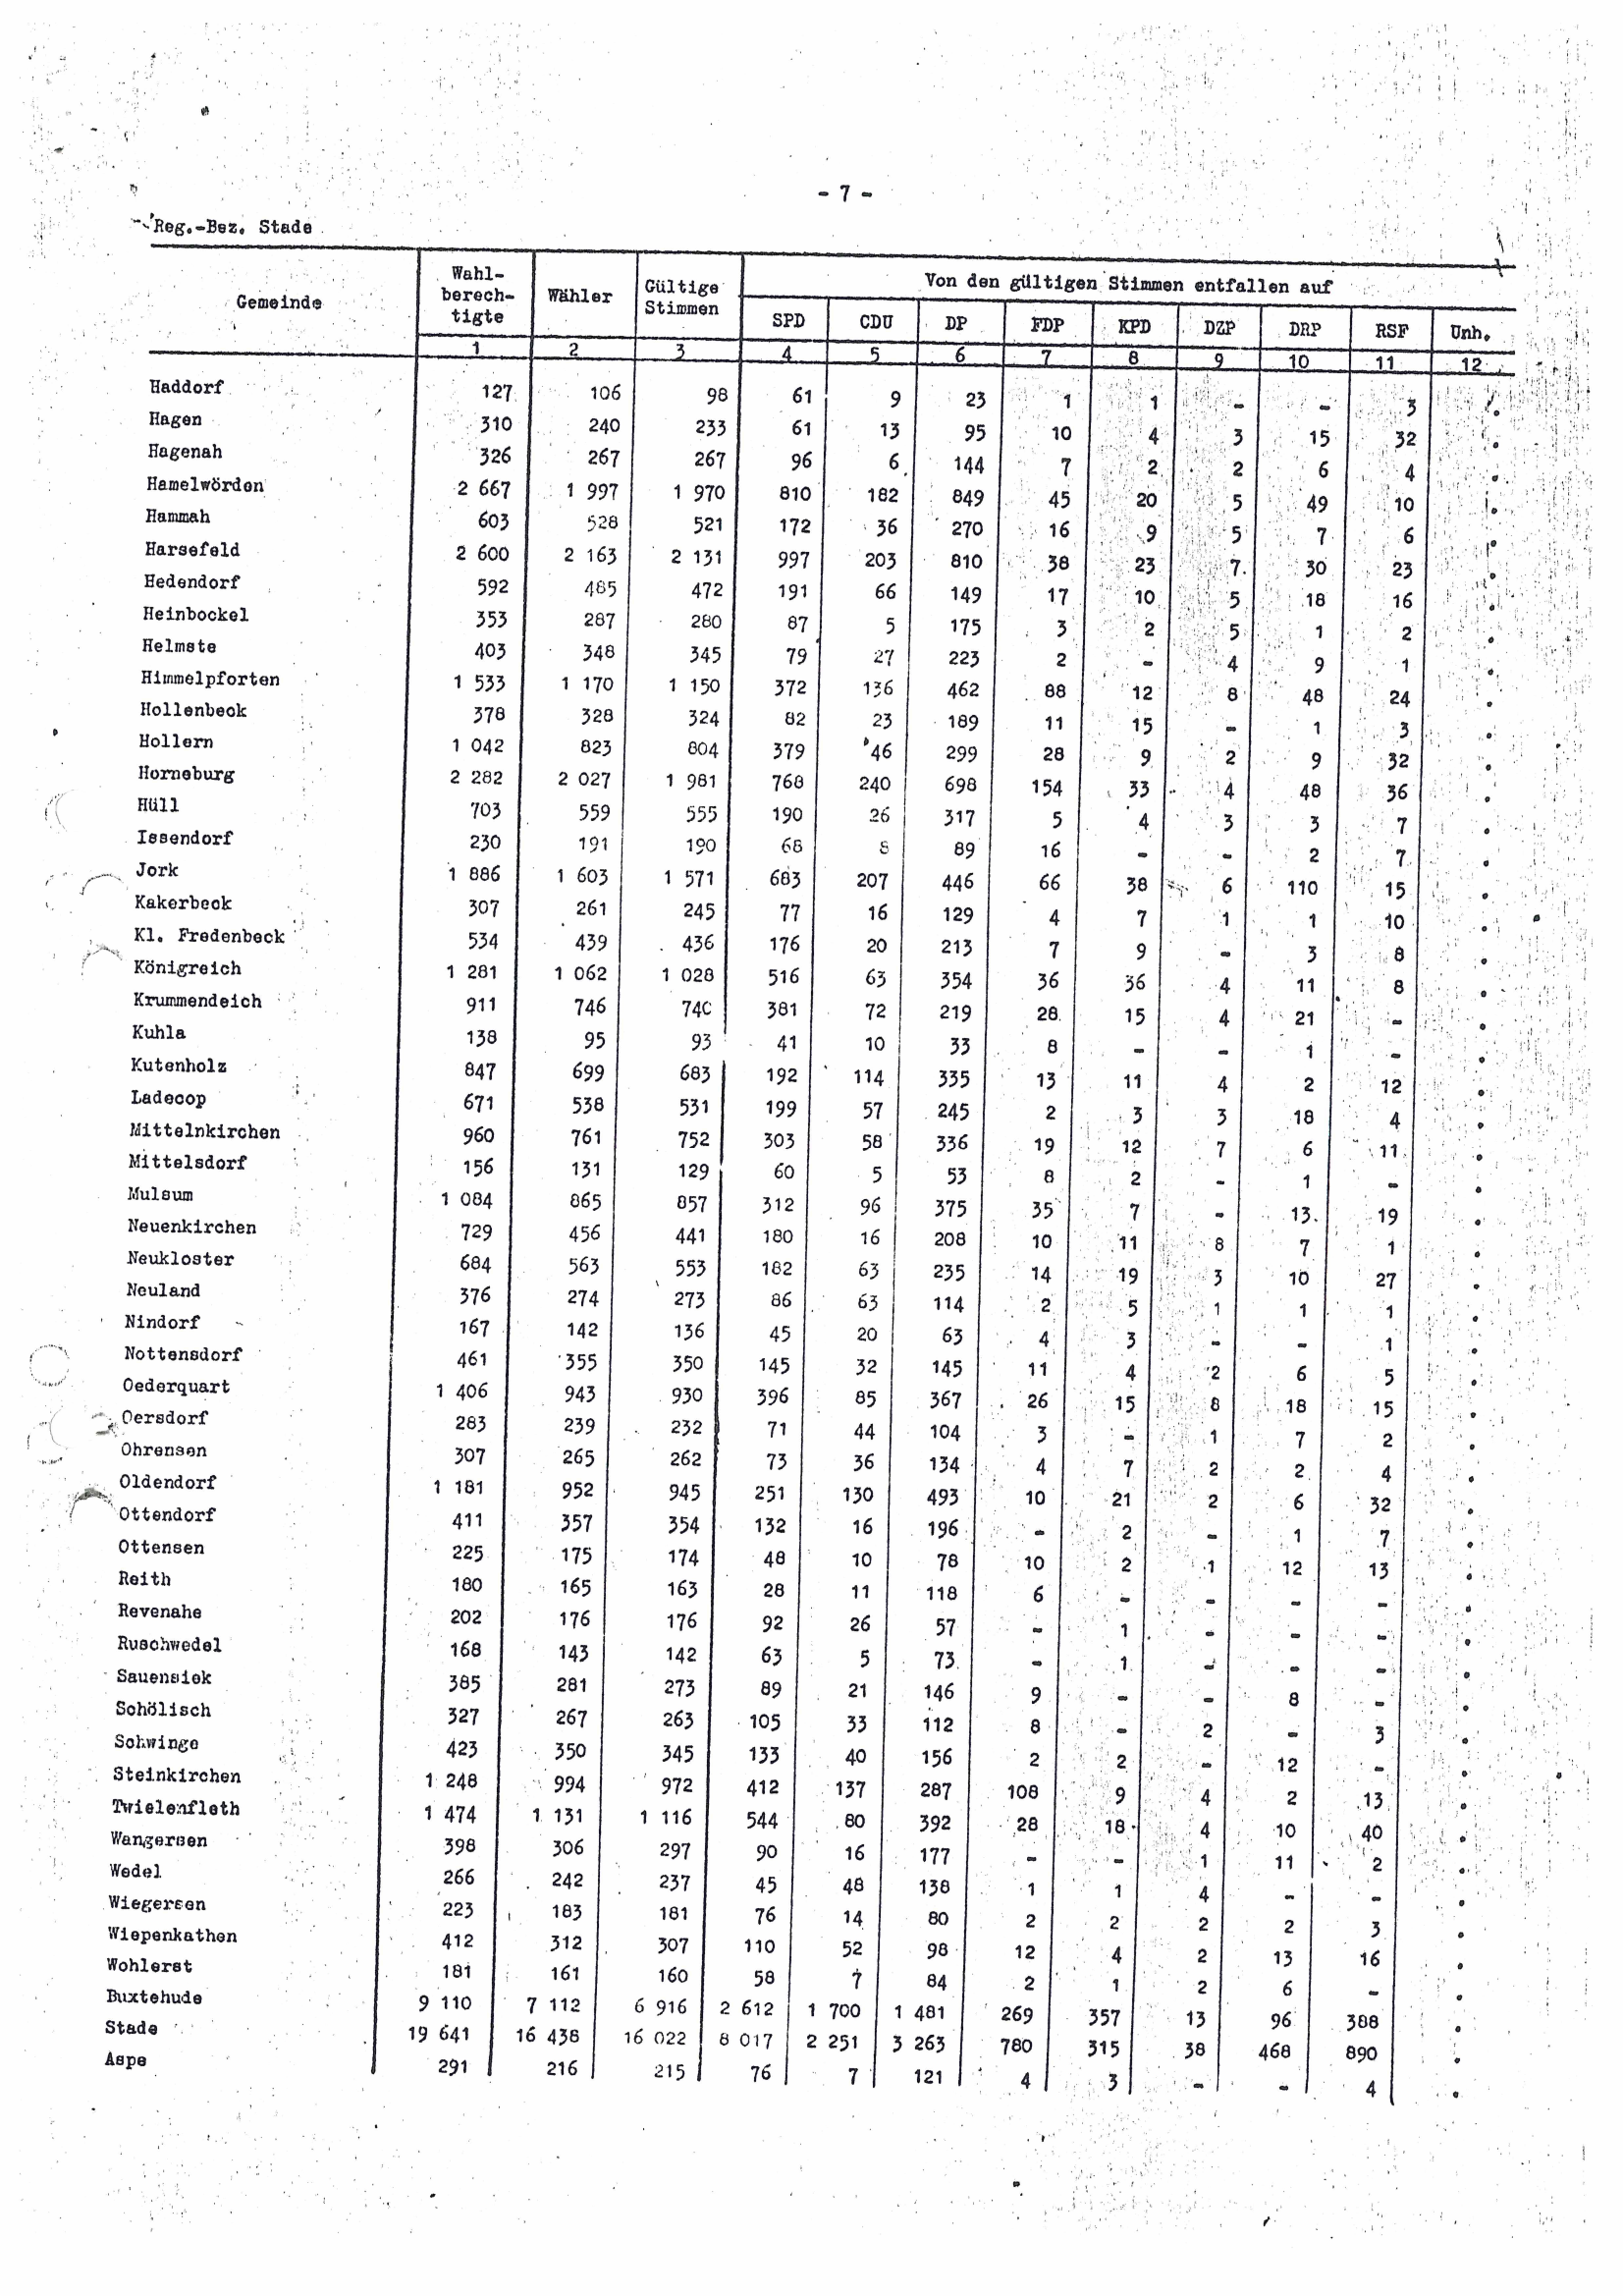 - 7 -
Reg.-Bez. Stade
Gemeinde Wahl- berech- tigte Wähler Gültige Stimmen Von den gültigen Stimmen entfallen auf
SPD CDU DP FDP KPD DZP DRP RSF Unh.
1 2 3 4 5 6 7 8 9 10 11 12
Haddorf 127 106 98 61 9 23 1 1 - - 3 .
Hagen 310 240 233 61 13 95 10 4 3 15 32 .
Hagenah 326 267 267 96 6 144 7 2 2 6 4 .
Hamelwörden 2 667 1 997 1 970 810 182 849 45 20 5 49 10 .
Hammah 603 528 521 172 36 270 16 9 5 7 6 .
Harsefeld 2 600 2 163 2 131 997 203 810 38 23 7 30 23 .
Hedendorf 592 485 472 191 66 149 17 10 5 18 16 .
Heinbockel 353 287 280 87 5 175 3 2 5 1 2 .
Helmste 403 348 345 79 27 223 2 - 4 9 1 .
Himmelpforten 1 533 1 170 1 150 372 136 462 88 12 8 48 24 .
Hollenbeck 378 328 324 82 23 189 11 15 - 1 3 .
Hollern 1 042 823 804 379 46 299 28 9 2 9 32 .
Horneburg 2 282 2 027 1 981 768 240 698 154 33 4 48 36 .
Hüll 703 559 555 190 26 317 5 4 3 3 7 .
Issendorf 230 191 190 68 8 89 16 - - 2 7 .
Jork 1 886 1 603 1 571 683 207 446 66 38 6 110 15 .
Kakerbeck 307 261 245 77 16 129 4 7 1 1 10 .
Kl. Fredenbeck 534 439 436 176 20 213 7 9 - 3 8 .
Königreich 1 281 1 062 1 028 516 63 354 36 36 4 11 8 .
Krummendeich 911 746 740 381 72 219 28 15 4 21 - .
Kuhla 138 95 93 41 10 33 8 - - 1 - .
Kutenholz 847 699 683 192 114 335 13 11 4 2 12 .
Ladecop 671 538 531 199 57 245 2 3 3 18 4 .
Mittelnkirchen 960 761 752 303 58 336 19 12 7 6 11 .
Mittelsdorf 156 131 129 60 5 53 8 2 - 1 - .
Mulsum 1 084 865 857 312 96 375 35 7 - 13 19 .
Neuenkirchen 729 456 441 180 16 208 10 11 8 7 1 .
Neukloster 684 563 553 182 63 235 14 19 3 10 27 .
Neuland 376 274 273 86 63 114 2 5 1 1 1 .
Nindorf 167 142 136 45 20 63 4 3 - - 1 .
Nottensdorf 461 355 350 145 32 145 11 4 2 6 5 .
Oederquart 1 406 943 930 396 85 367 26 15 8 18 15 .
Oersdorf 283 239 232 71 44 104 3 - 1 7 2 .
Ohrensen 307 265 262 73 36 134 4 7 2 2 4 .
Oldendorf 1 181 952 945 251 130 493 10 21 2 6 32 .
Ottendorf 411 357 354 132 16 196 - 2 - 1 7 .
Ottensen 225 175 174 48 10 78 10 2 1 12 13 .
Reith 180 165 163 28 11 118 6 - - - - .
Revenahe 202 176 176 92 26 57 - 1 - - - .
Ruschwedel 168 143 142 63 5 73 - 1 - - - .
Sauensiek 385 281 273 89 21 146 9 - - 8 - .
Schölisch 327 267 263 105 33 112 8 - 2 - 3 .
Schwinge 423 350 345 133 40 156 2 2 - 12 - .
Steinkirchen 1 248 994 972 412 137 287 108 9 4 2 13 .
Twielenfleth 1 474 1 131 1 116 544 80 392 28 18 4 10 40 .
Wangersen 398 306 297 90 16 177 - - 1 11 2 .
Wedel 266 242 237 45 48 138 1 1 4 - - .
Wiegersen 223 183 181 76 14 80 2 2 2 2 3 .
Wiepenkathen 412 312 307 110 52 98 12 4 2 13 16 .
Wohlerst 181 161 160 58 7 84 2 1 2 6 - .
Buxtehude 9 110 7 112 6 916 2 612 1 700 1 481 269 357 13 96 388 .
Stade 19 641 16 438 16 022 8 017 2 251 3 263 780 315 38 468 890 .
Aspe 291 216 215 76 7 121 4 3 - - 4 .